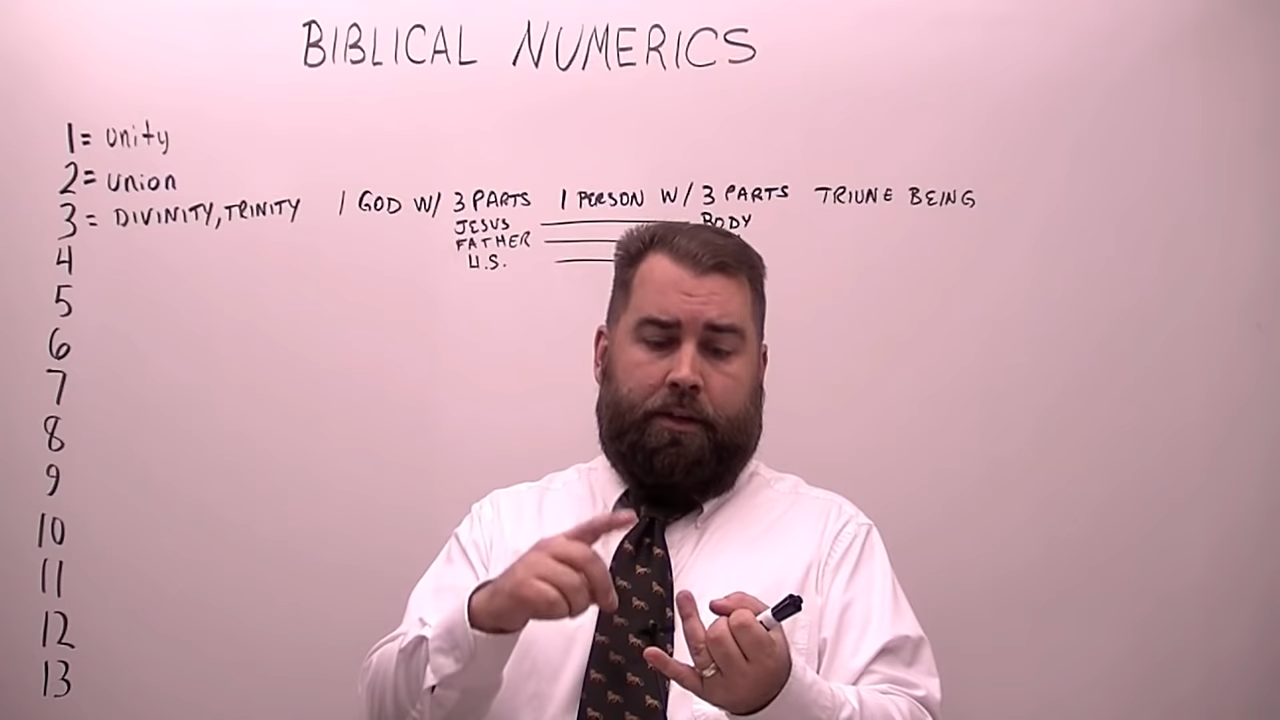 BIBLICAL NUMERICS
1 = unity
2 = union
3 = DIVINITY, TRINITY 1 GOD W/ 3 PARTS 1 PERSON W/ 3 PARTS TRIUNE BEING
JESUS BODY
FATHER
H.S.
4
5
6
7
8
9
10
11
12
13